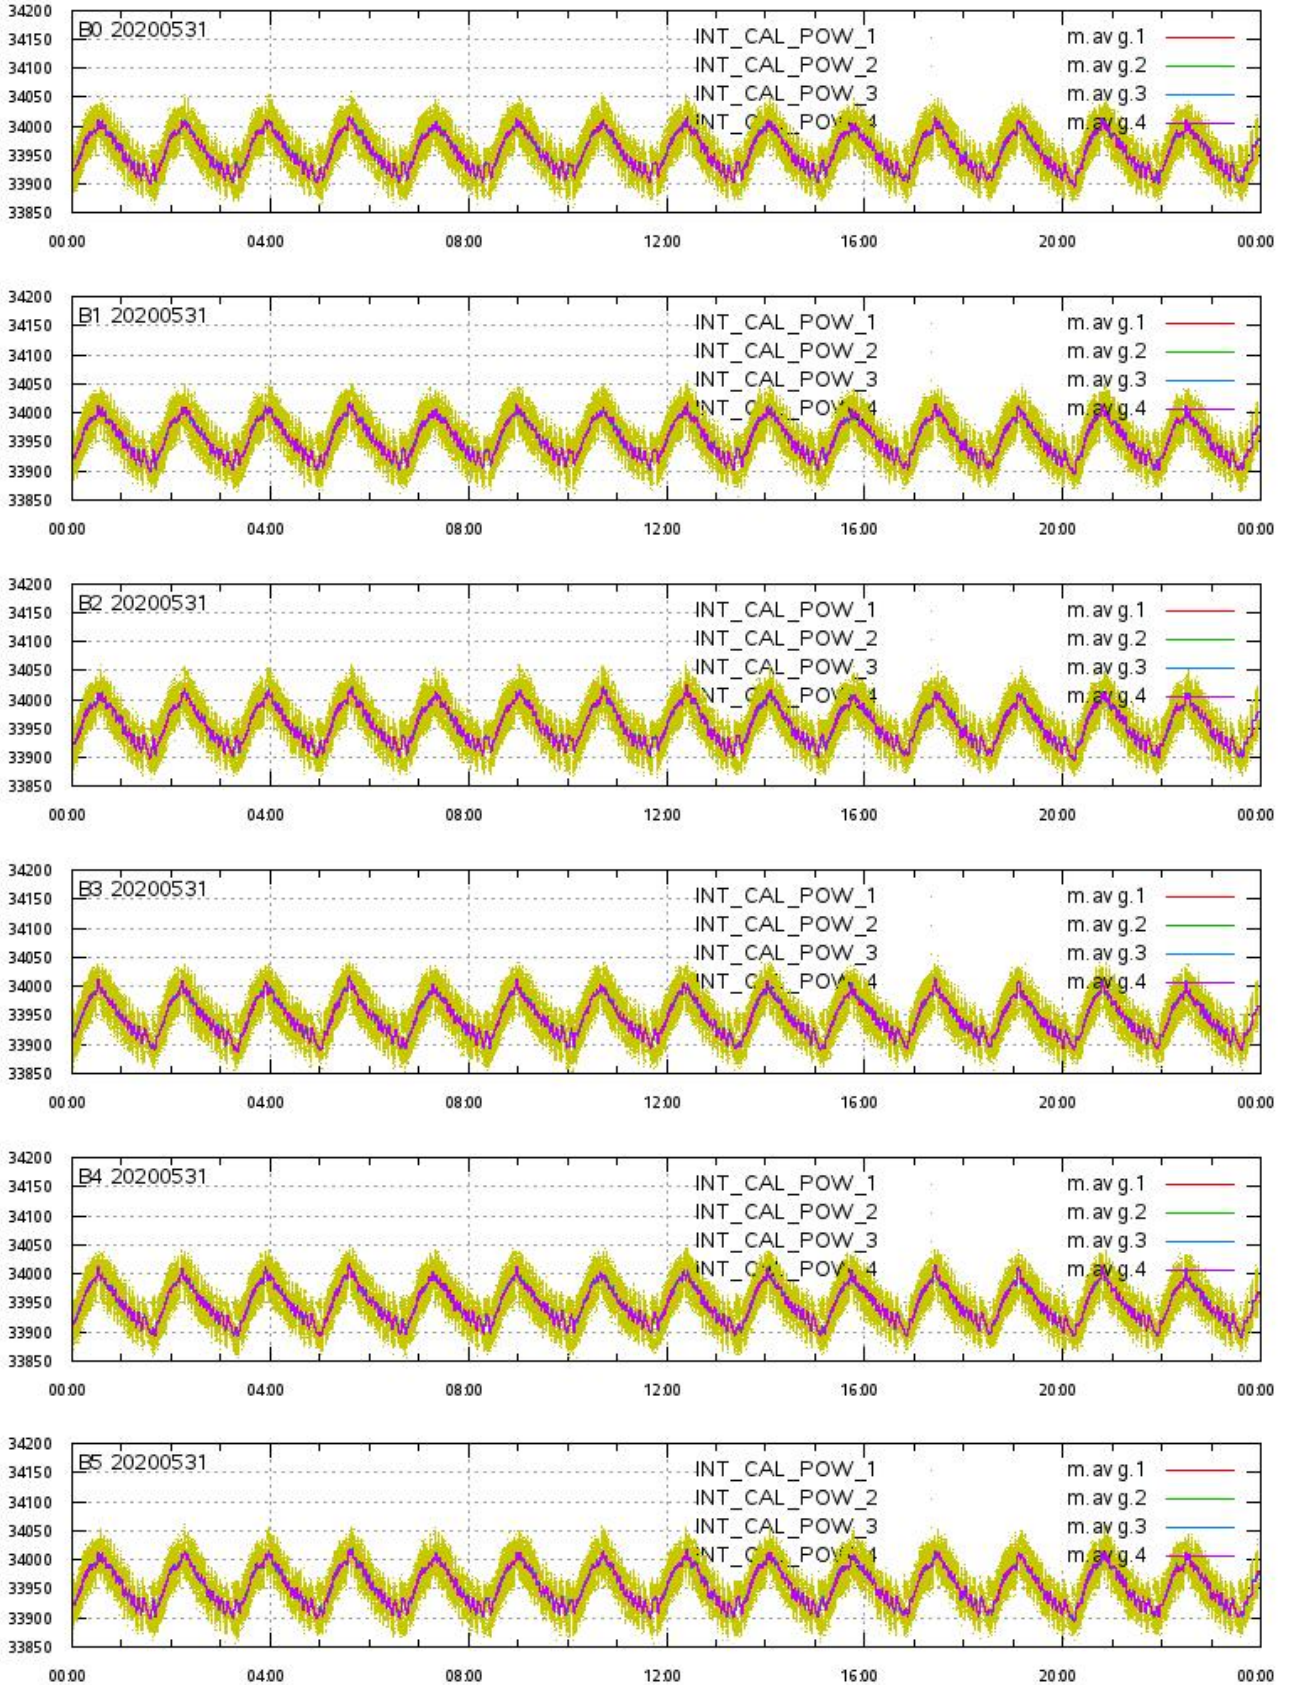 34200
B0 20200531 INT_CAL_POW_1 m.avg.1
34150
INT_CAL_POW_2 m.avg.2
34100
INT_CAL_POW_3 m.avg.3
34050
INT_CAL_POW_4 m.avg.4
34000
33950
33900
33850
00:00 04:00 08:00 12:00 16:00 20:00 00:00
34200
B1 20200531 INT_CAL_POW_1 m.avg.1
34150
INT_CAL_POW_2 m.avg.2
34100
INT_CAL_POW_3 m.avg.3
34050
INT_CAL_POW_4 m.avg.4
34000
33950
33900
33850
00:00 04:00 08:00 12:00 16:00 20:00 00:00
34200
B2 20200531 INT_CAL_POW_1 m.avg.1
34150
INT_CAL_POW_2 m.avg.2
34100
INT_CAL_POW_3 m.avg.3
34050
INT_CAL_POW_4 m.avg.4
34000
33950
33900
33850
00:00 04:00 08:00 12:00 16:00 20:00 00:00
34200
B3 20200531 INT_CAL_POW_1 m.avg.1
34150
INT_CAL_POW_2 m.avg.2
34100
INT_CAL_POW_3 m.avg.3
34050
INT_CAL_POW_4 m.avg.4
34000
33950
33900
33850
00:00 04:00 08:00 12:00 16:00 20:00 00:00
34200
B4 20200531 INT_CAL_POW_1 m.avg.1
34150
INT_CAL_POW_2 m.avg.2
34100
INT_CAL_POW_3 m.avg.3
34050
INT_CAL_POW_4 m.avg.4
34000
33950
33900
33850
00:00 04:00 08:00 12:00 16:00 20:00 00:00
34200
B5 20200531 INT_CAL_POW_1 m.avg.1
34150
INT_CAL_POW_2 m.avg.2
34100
INT_CAL_POW_3 m.avg.3
34050
INT_CAL_POW_4 m.avg.4
34000
33950
33900
33850
00:00 04:00 08:00 12:00 16:00 20:00 00:00